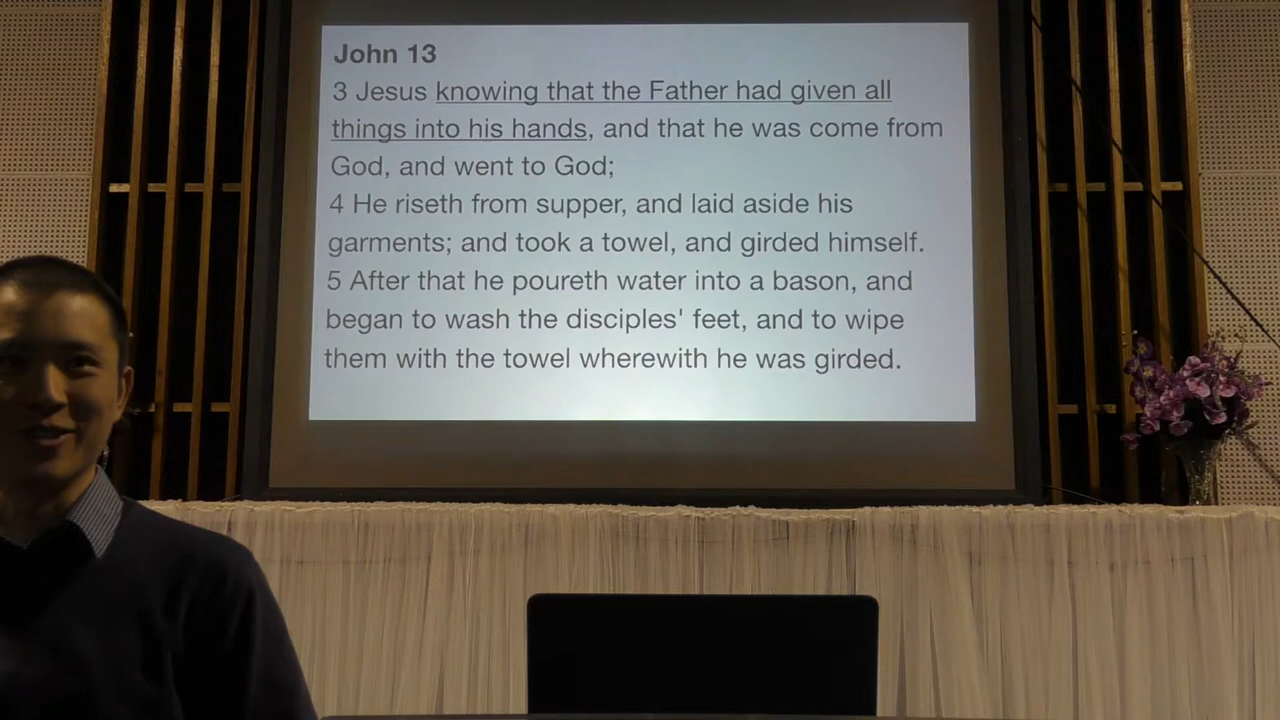 John 13
3 Jesus knowing that the Father had given all
things into his hands, and that he was come from
God, and went to God;
4 He riseth from supper, and laid aside his
garments; and took a towel, and girded himself.
5 After that he poureth water into a bason, and
began to wash the disciples' feet, and to wipe
them with the towel wherewith he was girded.